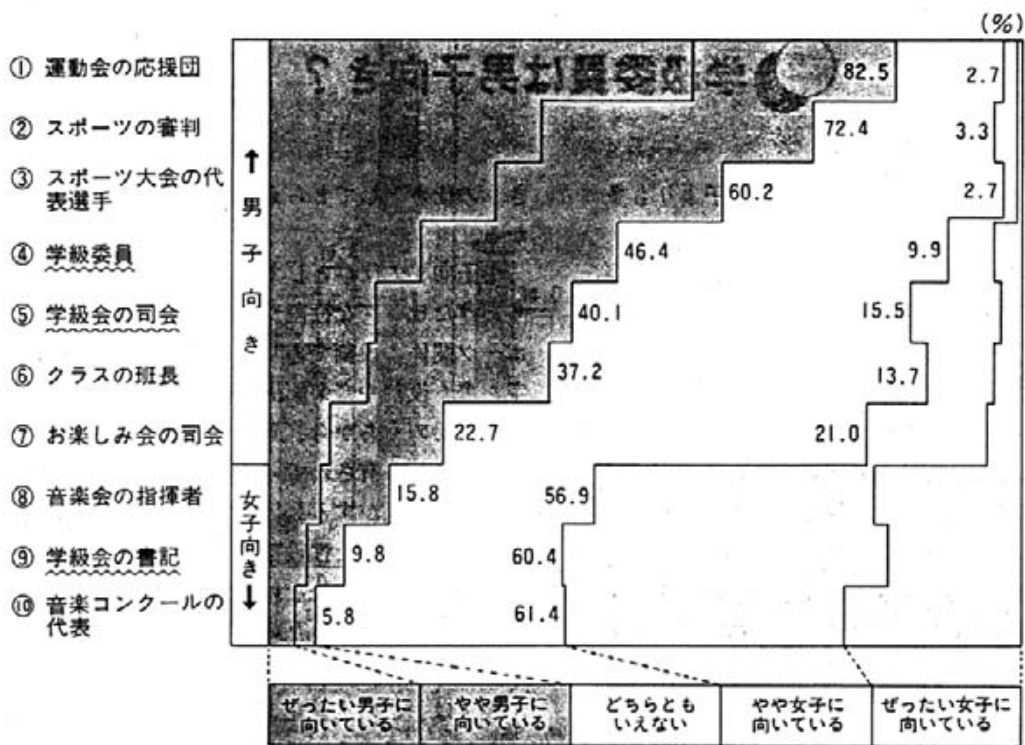 (%)
① 運動会の応援団
82.5
2.7
② スポーツの審判
72.4
3.3
③ スポーツ大会の代
表選手
60.2
2.7
④ 学級委員
46.4
9.9
⑤ 学級会の司会
40.1
15.5
⑥ クラスの班長
37.2
13.7
⑦ お楽しみ会の司会
22.7
21.0
⑧ 音楽会の指揮者
15.8
56.9
⑨ 学級会の書記
9.8
60.4
⑩ 音楽コンクールの
代表
5.8
61.4
↑男子向き
女子向き↓
ぜったい男子に
向いている
やや男子に
向いている
どちらとも
いえない
やや女子に
向いている
ぜったい女子に
向いている